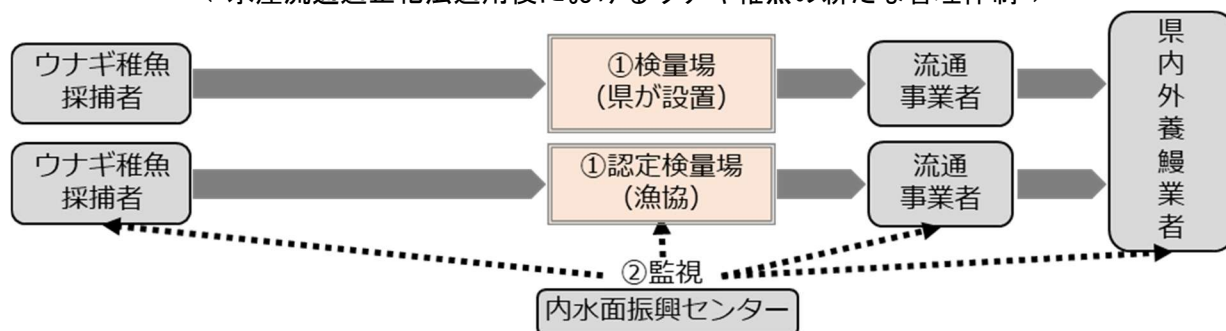 ウナギ稚魚
採捕者
①検量場
(県が設置)
流通
事業者
県内外養鰻業者
ウナギ稚魚
採捕者
①認定検量場
(漁協)
流通
事業者
②監視
内水面振興センター